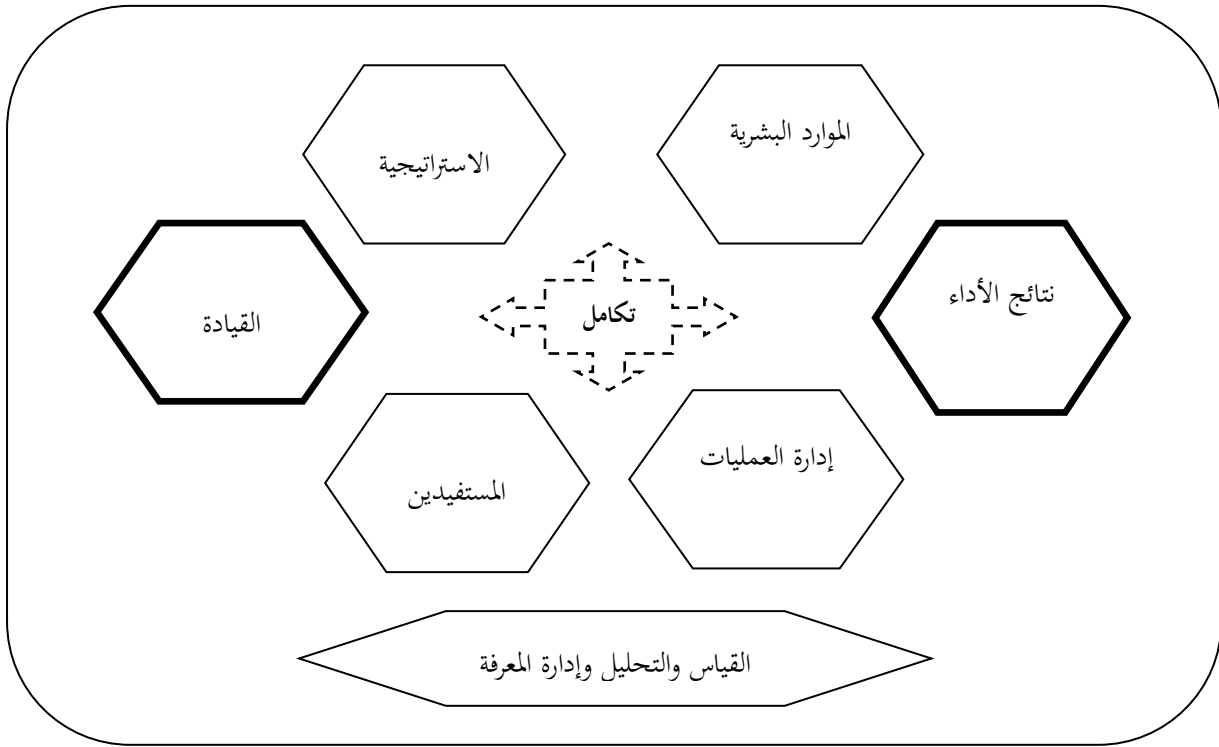 الموارد البشرية
الاستراتيجية
نتائج الأداء
تكامل
القيادة
إدارة العمليات
المستفيدين
القياس والتحليل وإدارة المعرفة